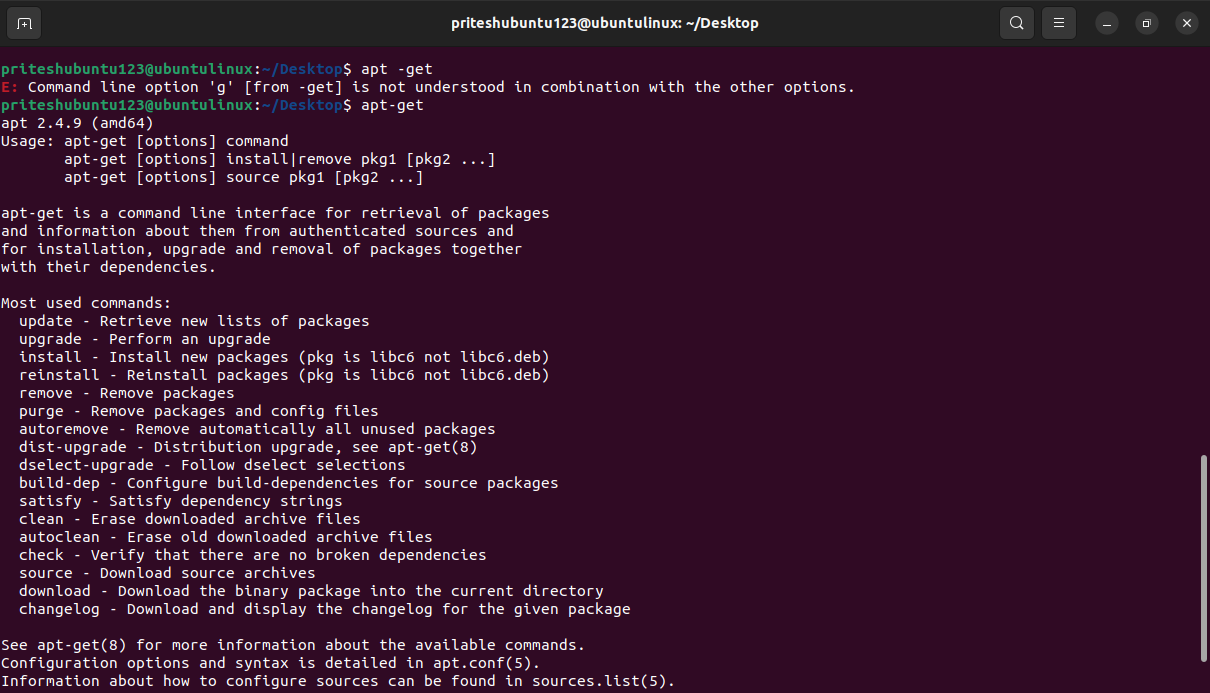 priteshubuntu123@ubuntulinux: ~/Desktop
priteshubuntu123@ubuntulinux:~/Desktop$ apt -get
E: Command line option 'g' [from -get] is not understood in combination with the other options.
priteshubuntu123@ubuntulinux:~/Desktop$ apt-get
apt 2.4.9 (amd64)
Usage: apt-get [options] command
       apt-get [options] install|remove pkg1 [pkg2 ...]
       apt-get [options] source pkg1 [pkg2 ...]

apt-get is a command line interface for retrieval of packages
and information about them from authenticated sources and
for installation, upgrade and removal of packages together
with their dependencies.

Most used commands:
  update - Retrieve new lists of packages
  upgrade - Perform an upgrade
  install - Install new packages (pkg is libc6 not libc6.deb)
  reinstall - Reinstall packages (pkg is libc6 not libc6.deb)
  remove - Remove packages
  purge - Remove packages and config files
  autoremove - Remove automatically all unused packages
  dist-upgrade - Distribution upgrade, see apt-get(8)
  dselect-upgrade - Follow dselect selections
  build-dep - Configure build-dependencies for source packages
  satisfy - Satisfy dependency strings
  clean - Erase downloaded archive files
  autoclean - Erase old downloaded archive files
  check - Verify that there are no broken dependencies
  source - Download source archives
  download - Download the binary package into the current directory
  changelog - Download and display the changelog for the given package

See apt-get(8) for more information about the available commands.
Configuration options and syntax is detailed in apt.conf(5).
Information about how to configure sources can be found in sources.list(5).